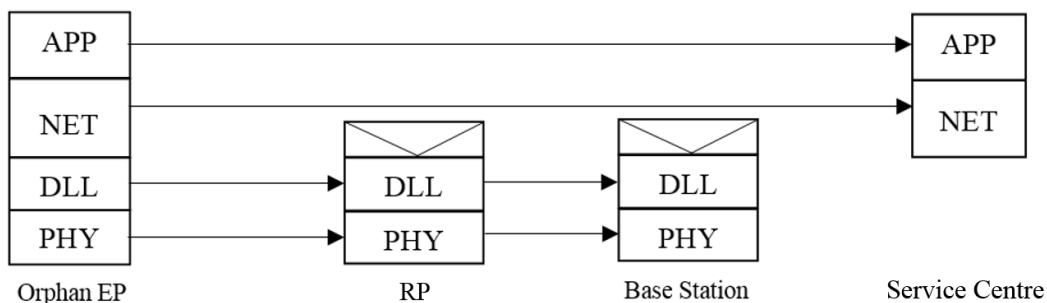 APP
APP
NET
NET
DLL
DLL
DLL
PHY
PHY
PHY
Orphan EP
RP
Base Station
Service Centre